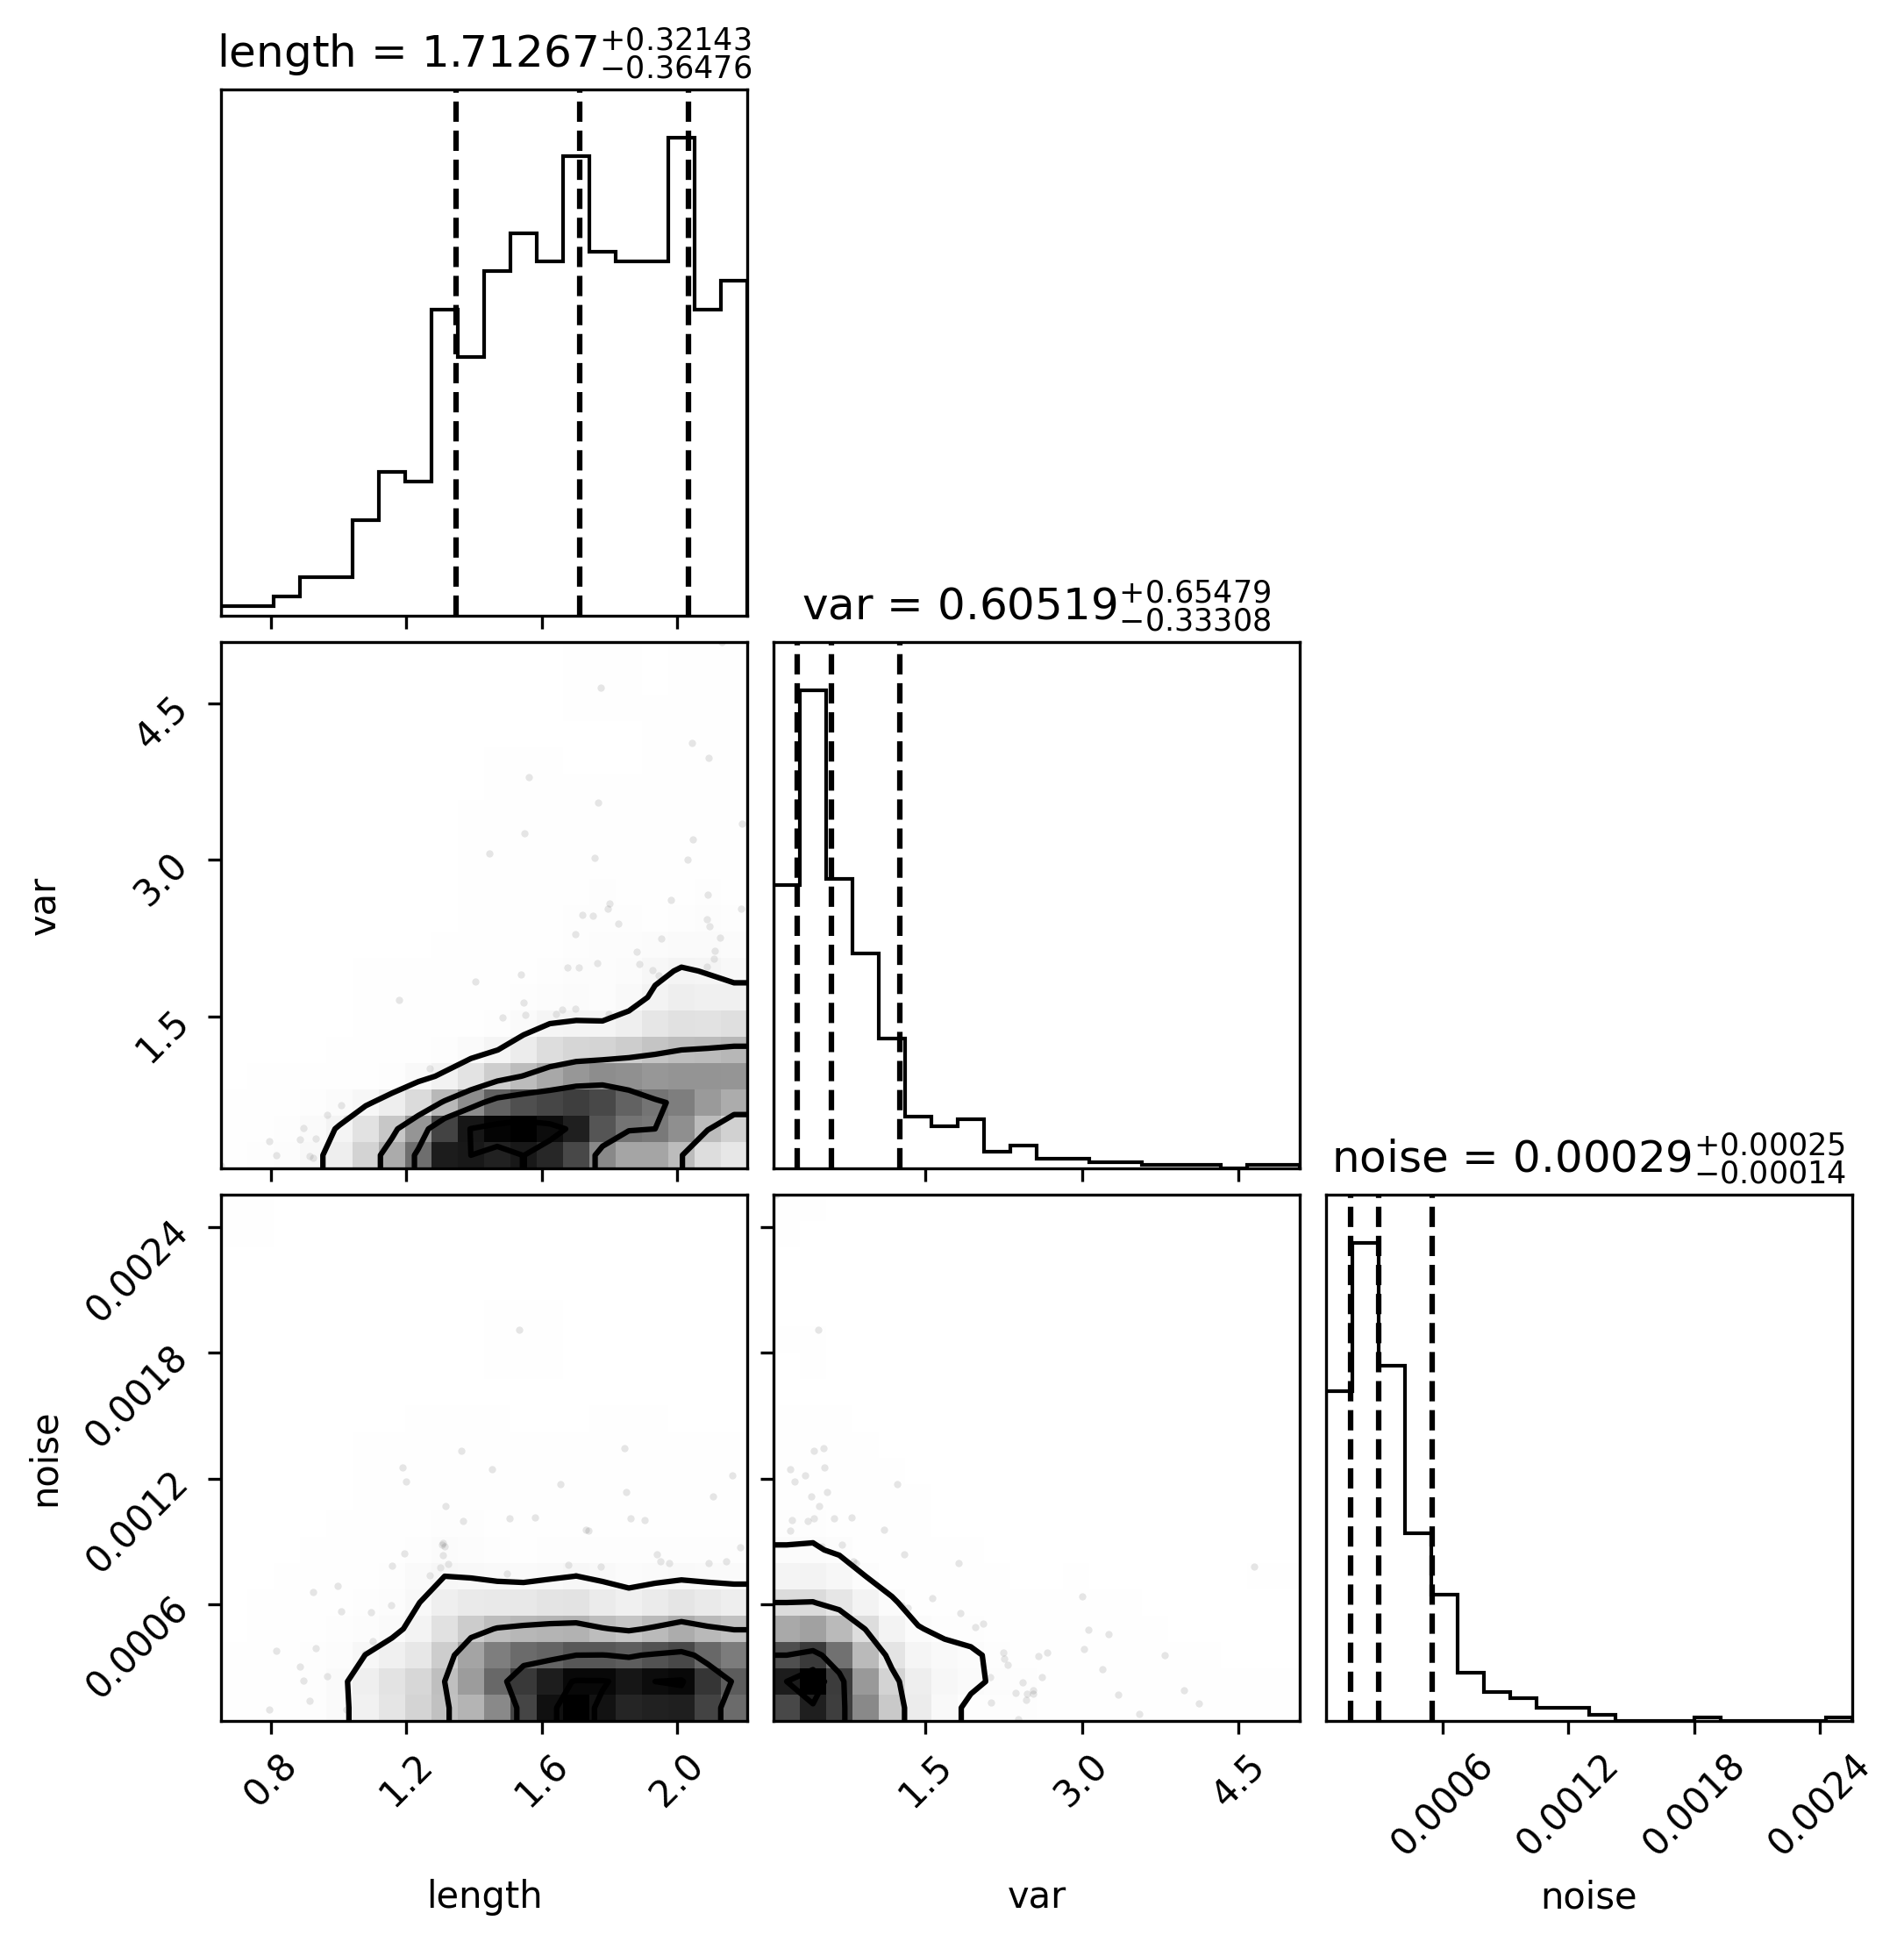 length = 1.71267 +0.32143 −0.36476
var = 0.60519 +0.65479 −0.33308
4.5
3.0
1.5
var
noise = 0.00029 +0.00025 −0.00014
0.0024
0.0018
0.0012
0.0006
noise
0.8 1.2 1.6 2.0 1.5 3.0 4.5 0.0006 0.0012 0.0018 0.0024
length var noise